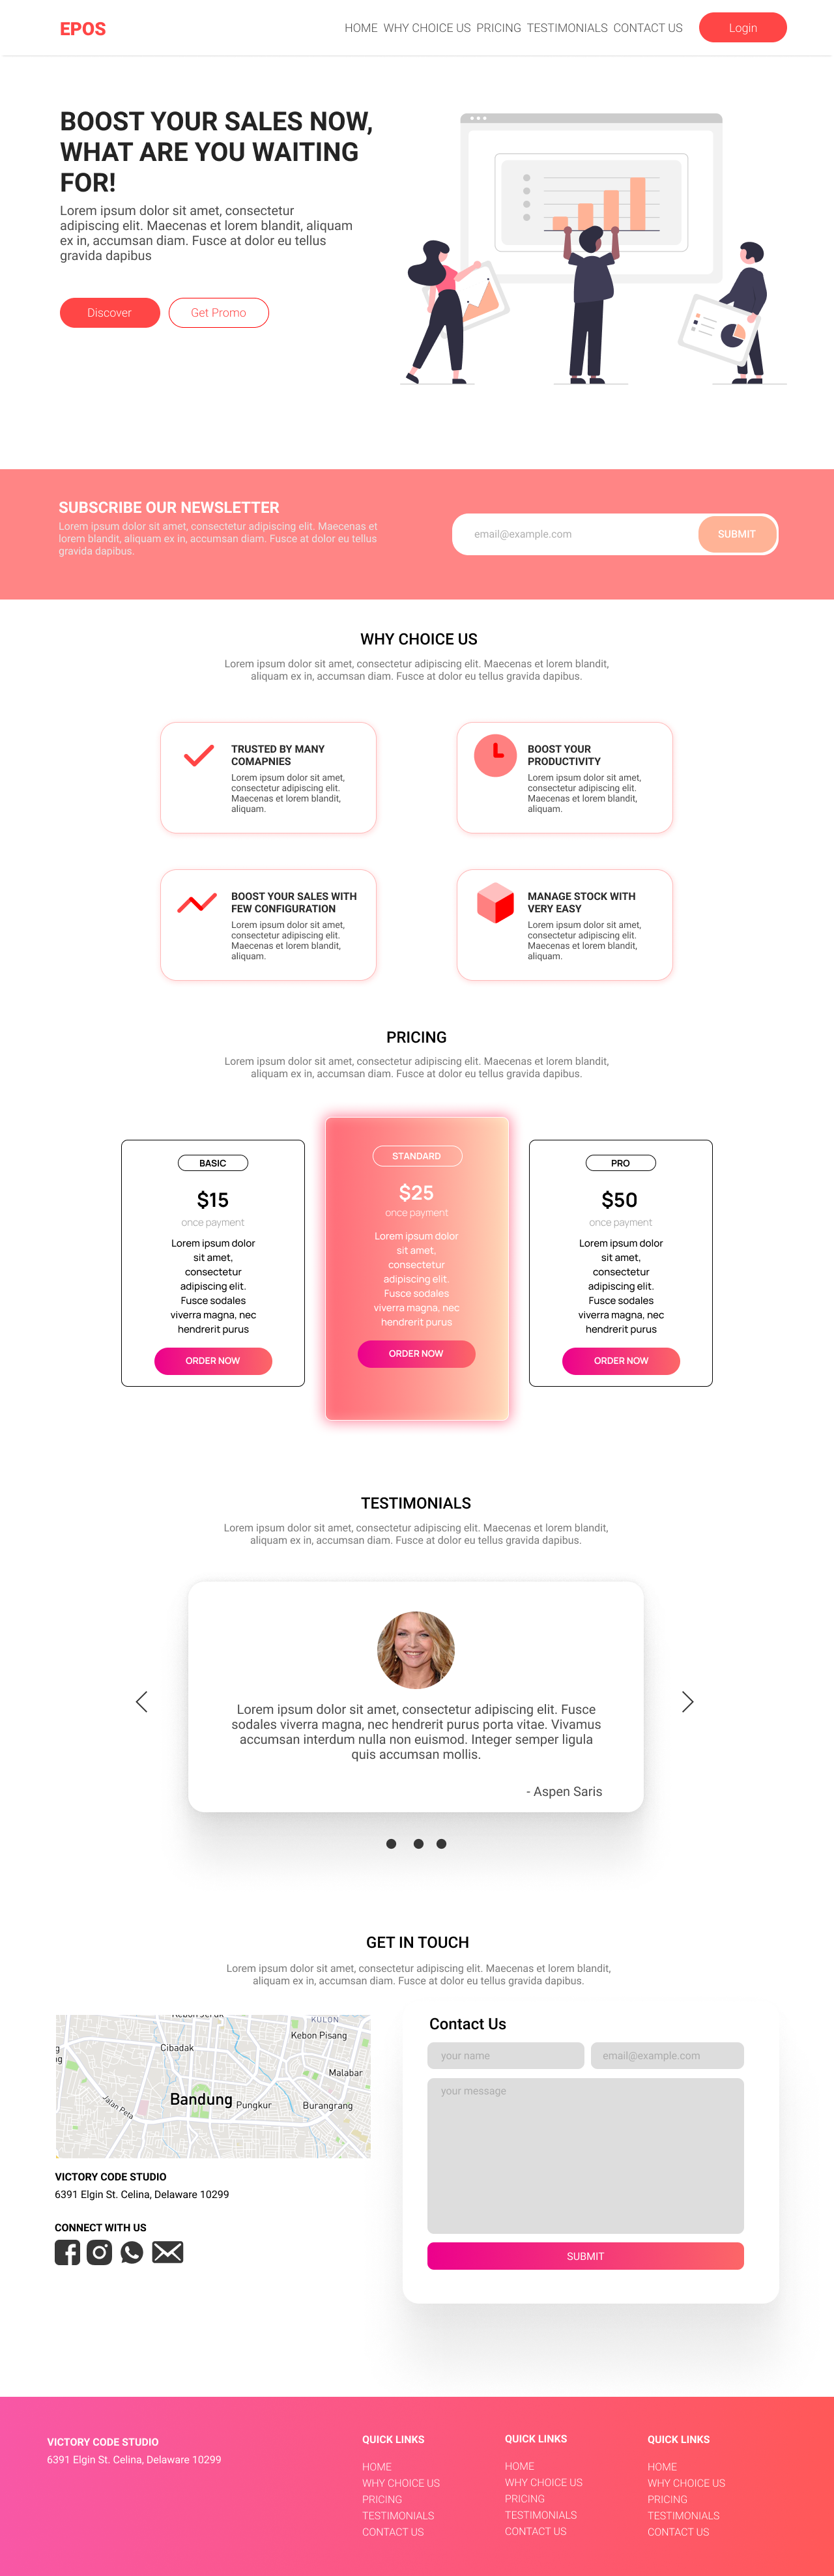 EPOS
HOME WHY CHOICE US PRICING TESTIMONIALS CONTACT US
Login
BOOST YOUR SALES NOW,
WHAT ARE YOU WAITING
FOR!
Lorem ipsum dolor sit amet, consectetur
adipiscing elit. Maecenas et lorem blandit, aliquam
ex in, accumsan diam. Fusce at dolor eu tellus
gravida dapibus
Discover
Get Promo
SUBSCRIBE OUR NEWSLETTER
Lorem ipsum dolor sit amet, consectetur adipiscing elit. Maecenas et
lorem blandit, aliquam ex in, accumsan diam. Fusce at dolor eu tellus
gravida dapibus.
email@example.com
SUBMIT
WHY CHOICE US
Lorem ipsum dolor sit amet, consectetur adipiscing elit. Maecenas et lorem blandit,
aliquam ex in, accumsan diam. Fusce at dolor eu tellus gravida dapibus.
TRUSTED BY MANY
COMAPNIES
Lorem ipsum dolor sit amet,
consectetur adipiscing elit.
Maecenas et lorem blandit,
aliquam.
BOOST YOUR
PRODUCTIVITY
Lorem ipsum dolor sit amet,
consectetur adipiscing elit.
Maecenas et lorem blandit,
aliquam.
BOOST YOUR SALES WITH
FEW CONFIGURATION
Lorem ipsum dolor sit amet,
consectetur adipiscing elit.
Maecenas et lorem blandit,
aliquam.
MANAGE STOCK WITH
VERY EASY
Lorem ipsum dolor sit amet,
consectetur adipiscing elit.
Maecenas et lorem blandit,
aliquam.
PRICING
Lorem ipsum dolor sit amet, consectetur adipiscing elit. Maecenas et lorem blandit,
aliquam ex in, accumsan diam. Fusce at dolor eu tellus gravida dapibus.
BASIC
$15
once payment
Lorem ipsum dolor
sit amet,
consectetur
adipiscing elit.
Fusce sodales
viverra magna, nec
hendrerit purus
ORDER NOW
STANDARD
$25
once payment
Lorem ipsum dolor
sit amet,
consectetur
adipiscing elit.
Fusce sodales
viverra magna, nec
hendrerit purus
ORDER NOW
PRO
$50
once payment
Lorem ipsum dolor
sit amet,
consectetur
adipiscing elit.
Fusce sodales
viverra magna, nec
hendrerit purus
ORDER NOW
TESTIMONIALS
Lorem ipsum dolor sit amet, consectetur adipiscing elit. Maecenas et lorem blandit,
aliquam ex in, accumsan diam. Fusce at dolor eu tellus gravida dapibus.
Lorem ipsum dolor sit amet, consectetur adipiscing elit. Fusce
sodales viverra magna, nec hendrerit purus porta vitae. Vivamus
accumsan interdum nulla non euismod. Integer semper ligula
quis accumsan mollis.
- Aspen Saris
GET IN TOUCH
Lorem ipsum dolor sit amet, consectetur adipiscing elit. Maecenas et lorem blandit,
aliquam ex in, accumsan diam. Fusce at dolor eu tellus gravida dapibus.
KULON
Kebon Pisang
Cibadak
Malabar
Bandung
Pungkur
Burangrang
Jalan Peta
VICTORY CODE STUDIO
6391 Elgin St. Celina, Delaware 10299
CONNECT WITH US
Contact Us
your name
email@example.com
your message
SUBMIT
VICTORY CODE STUDIO
6391 Elgin St. Celina, Delaware 10299
QUICK LINKS
HOME
WHY CHOICE US
PRICING
TESTIMONIALS
CONTACT US
QUICK LINKS
HOME
WHY CHOICE US
PRICING
TESTIMONIALS
CONTACT US
QUICK LINKS
HOME
WHY CHOICE US
PRICING
TESTIMONIALS
CONTACT US